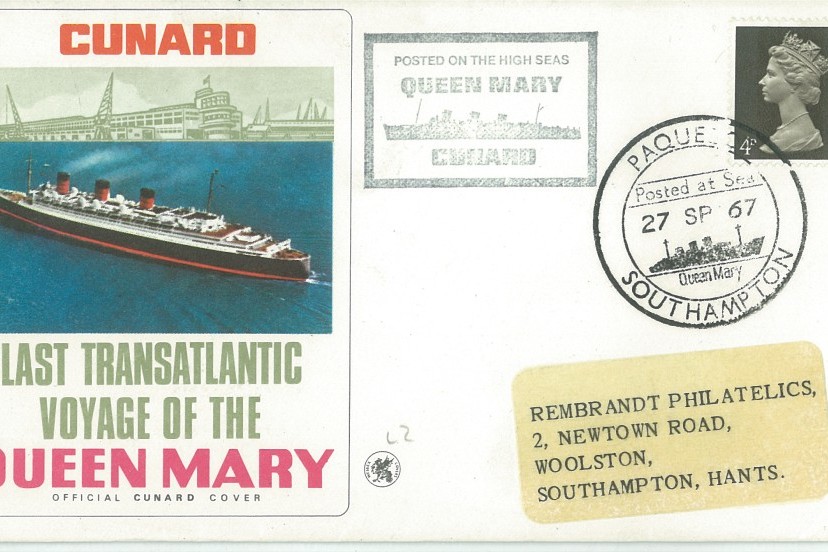 CUNARD
LAST TRANSATLANTIC
VOYAGE OF THE
QUEEN MARY
OFFICIAL CUNARD COVER
POSTED ON THE HIGH SEAS
QUEEN MARY
CUNARD
4D
PAQUEBOT
Posted at Sea
27 SP 67
Queen Mary
SOUTHAMPTON
L2
REMBRANDT PHILATELICS,
2, NEWTOWN ROAD,
WOOLSTON,
SOUTHAMPTON, HANTS.